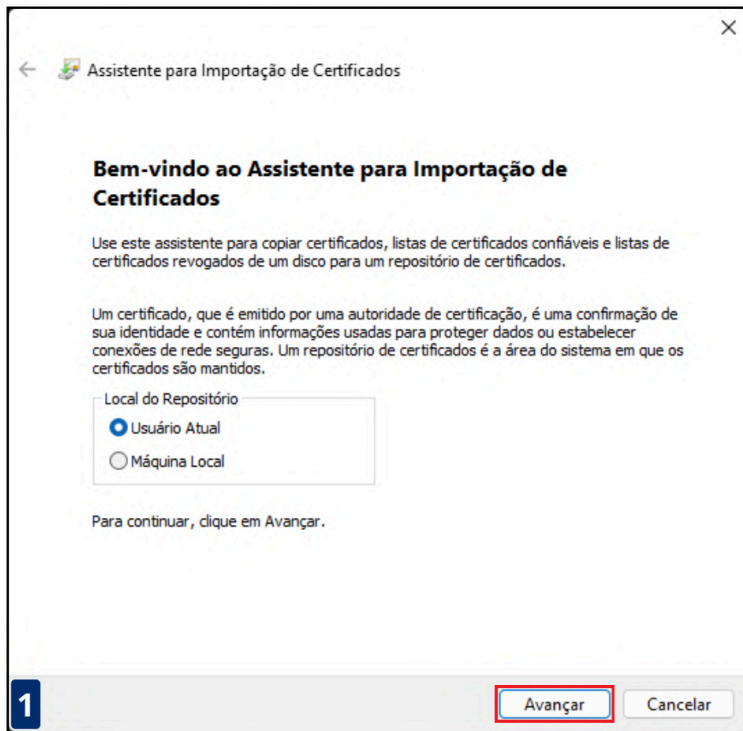 Assistente para Importação de Certificados
Bem-vindo ao Assistente para Importação de
Certificados
Use este assistente para copiar certificados, listas de certificados confiáveis e listas de
certificados revogados de um disco para um repositório de certificados.
Um certificado, que é emitido por uma autoridade de certificação, é uma confirmação de
sua identidade e contém informações usadas para proteger dados ou estabelecer
conexões de rede seguras. Um repositório de certificados é a área do sistema em que os
certificados são mantidos.
Local do Repositório
Usuário Atual
Máquina Local
Para continuar, clique em Avançar.
1
Avançar
Cancelar